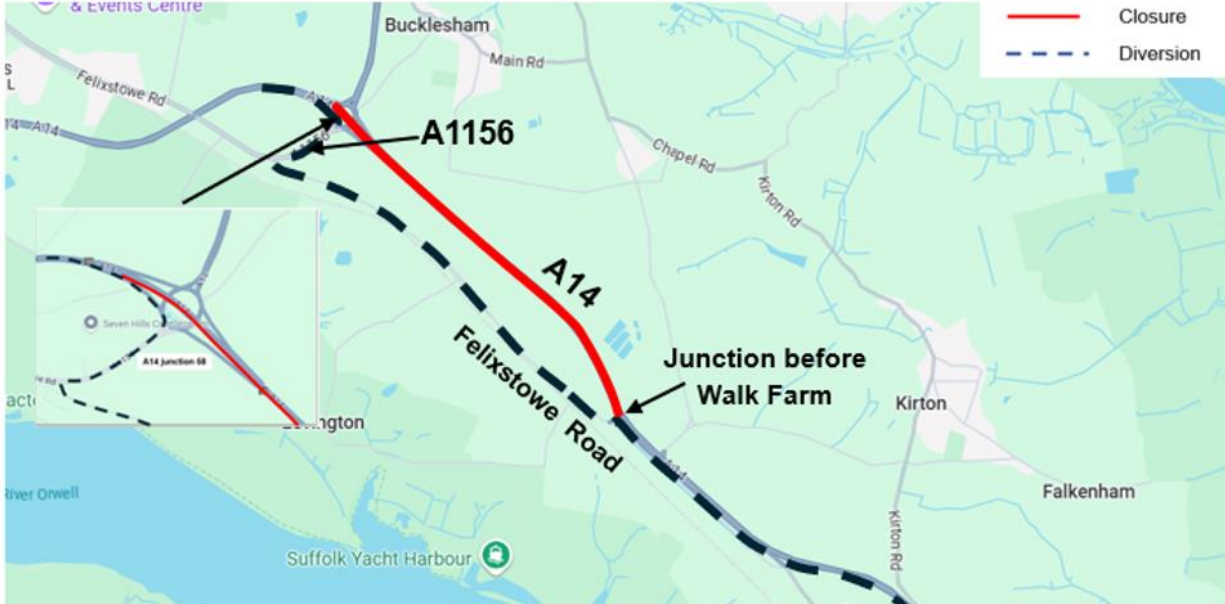 & Events Centre
Bucklesham
Main Rd
Closure
Diversion
Felixstowe Rd
A14
A1156
Chapel Rd
Kirton Rd
A14
Seven Hills
A14 junction 58
Felixstowe Road
Junction before
Walk Farm
Kirton
A14
Falkenham
Kirton Rd
River Orwell
Suffolk Yacht Harbour